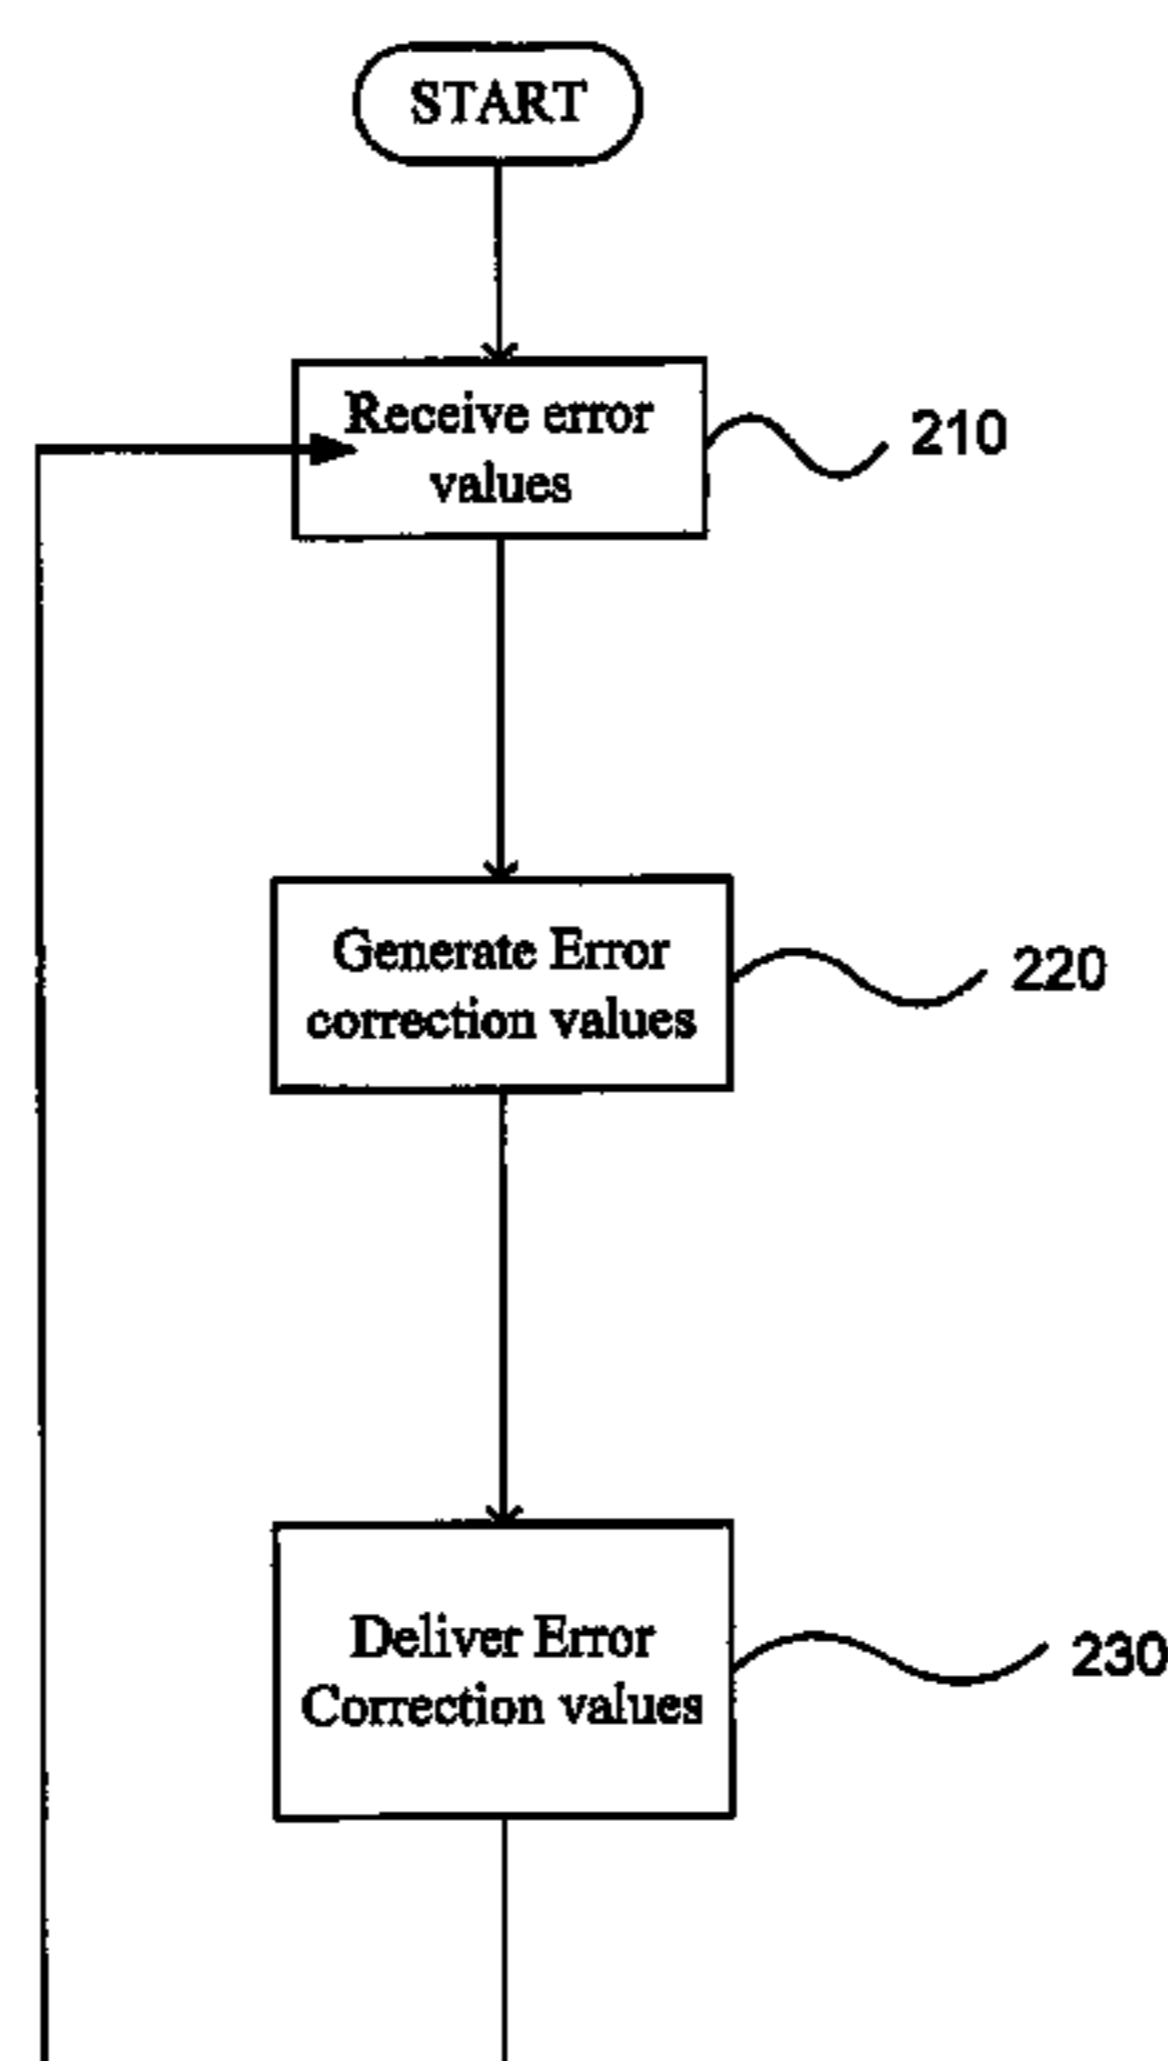 START
Receive error
values
210
Generate Error
correction values
220
Deliver Error
Correction values
230